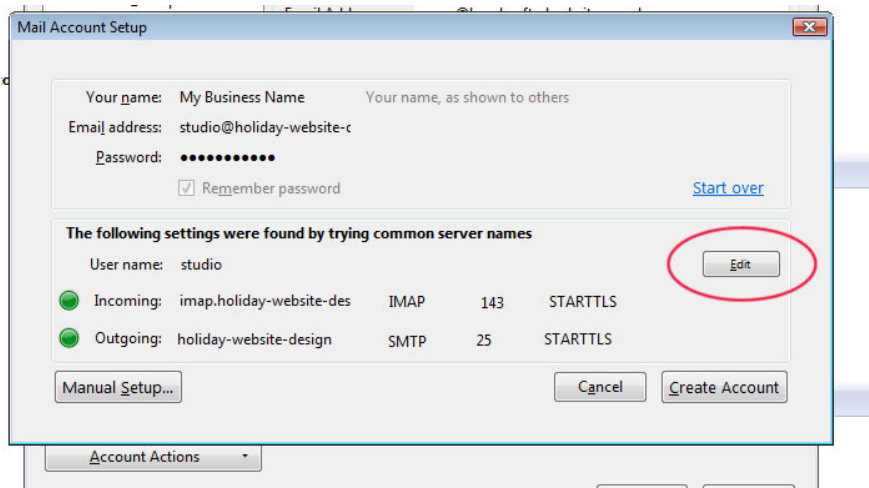 Mail Account Setup
Your name: My Business Name Your name, as shown to others
Email address: studio@holiday-website-c
Password: ●●●●●●●●●●●
Remember password Start over
The following settings were found by trying common server names
User name: studio Edit
Incoming: imap.holiday-website-des IMAP 143 STARTTLS
Outgoing: holiday-website-design SMTP 25 STARTTLS
Manual Setup... Cancel Create Account
Account Actions